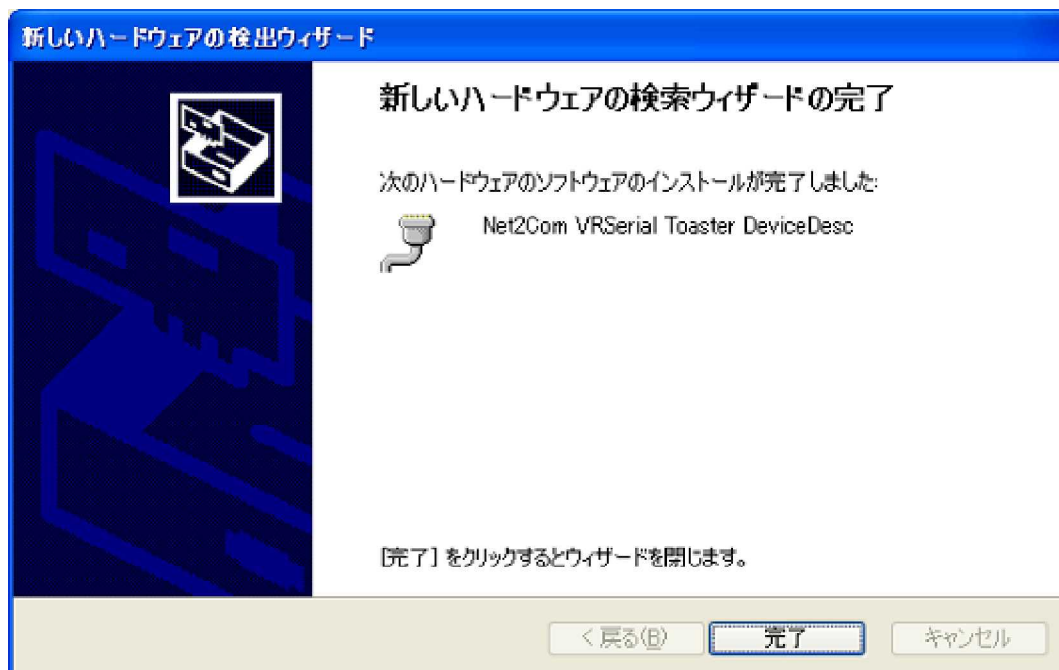 新しいハードウェアの検出ウィザード
新しいハードウェアの検索ウィザードの完了
次のハードウェアのソフトウェアのインストールが完了しました:
Net2Com VRSerial Toaster DeviceDesc
[完了] をクリックするとウィザードを閉じます。
< 戻る(B)
完了
キャンセル